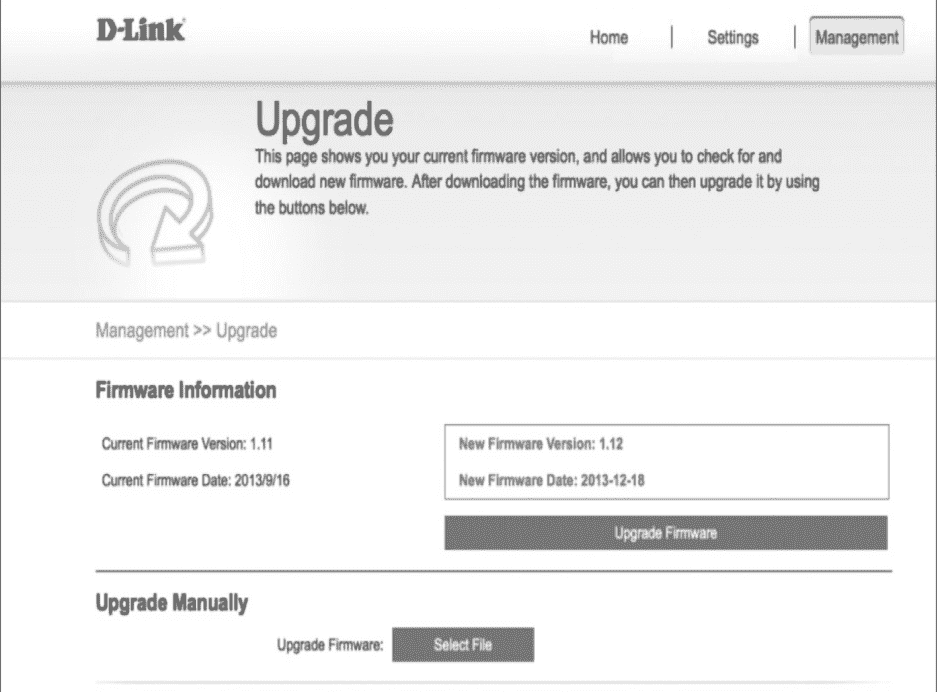 D-Link
Home | Settings | Management
Upgrade
This page shows you your current firmware version, and allows you to check for and
download new firmware. After downloading the firmware, you can then upgrade it by using
the buttons below.
Management >> Upgrade
Firmware Information
Current Firmware Version: 1.11
New Firmware Version: 1.12
Current Firmware Date: 2013/9/16
New Firmware Date: 2013-12-18
Upgrade Firmware
Upgrade Manually
Upgrade Firmware: Select File